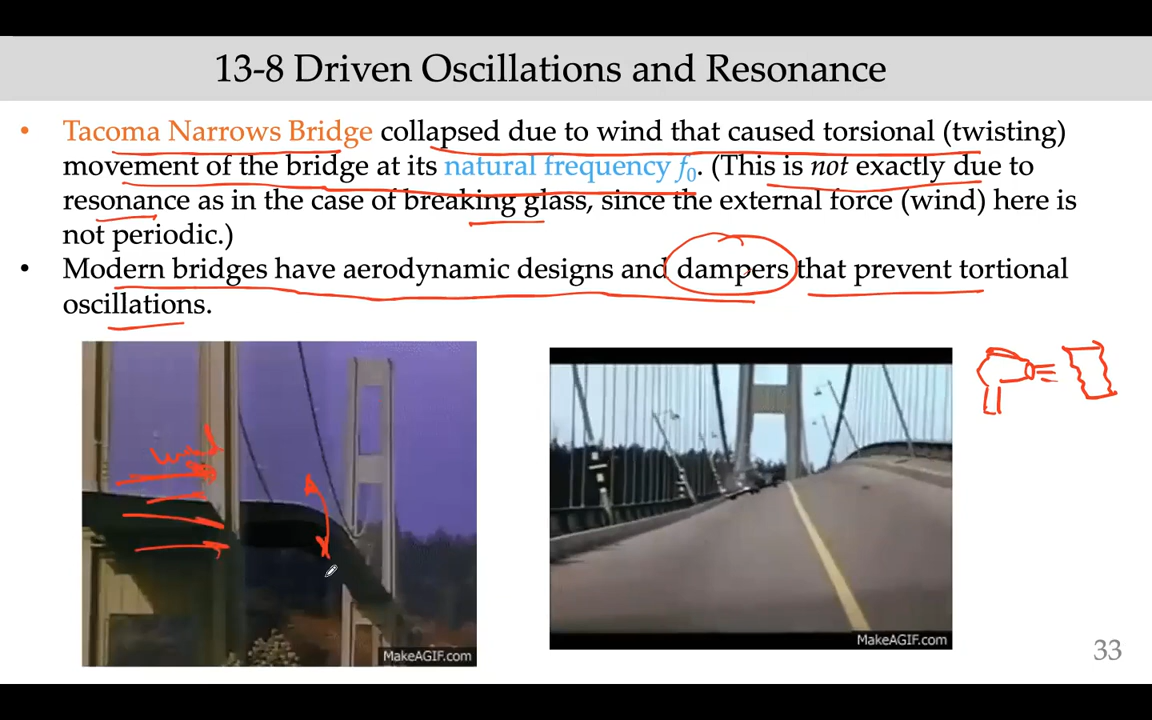 13-8 Driven Oscillations and Resonance
• Tacoma Narrows Bridge collapsed due to wind that caused torsional (twisting)
movement of the bridge at its natural frequency f₀. (This is not exactly due to
resonance as in the case of breaking glass, since the external force (wind) here is
not periodic.)
• Modern bridges have aerodynamic designs and dampers that prevent tortional
oscillations.
wind
MakeAGIF.com
MakeAGIF.com
33